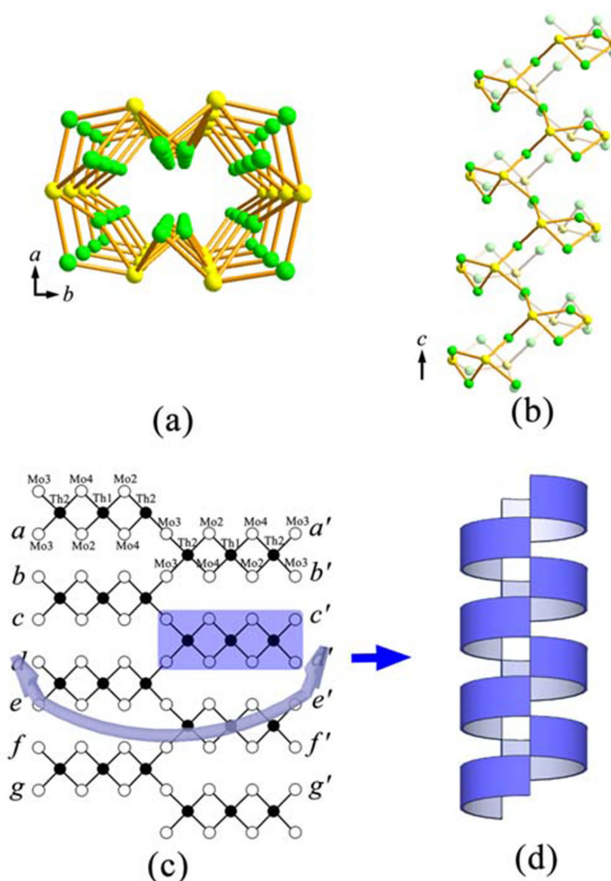 a
b
c
(a)
(b)
Mo3 Mo4 Mo2
Th2 Th1 Th2
Mo3 Mo2 Mo4 Mo3
a Mo3 Mo2 Mo4 a'
Th2 Th1 Th2
b Mo3 Mo4 Mo2 Mo3 b'
c c'
d d'
e e'
f f'
g g'
(c)
(d)